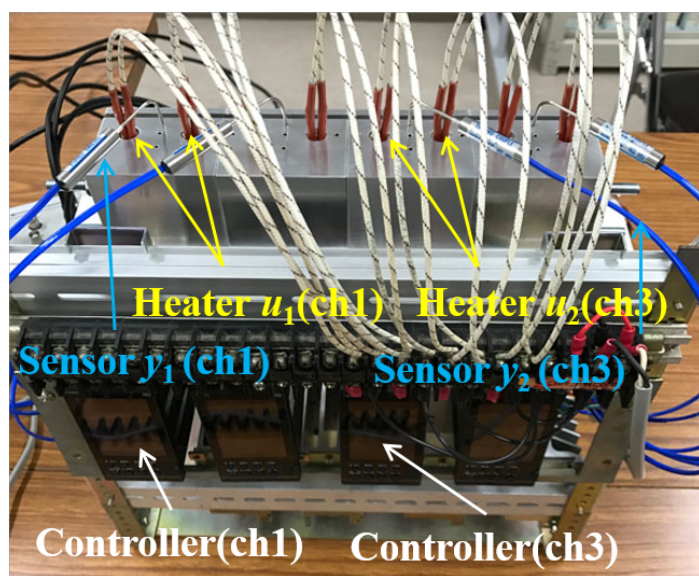 Heater u₁(ch1)
Heater u₂(ch3)
Sensor y₁ (ch1)
Sensor y₂ (ch3)
Controller(ch1)
Controller(ch3)